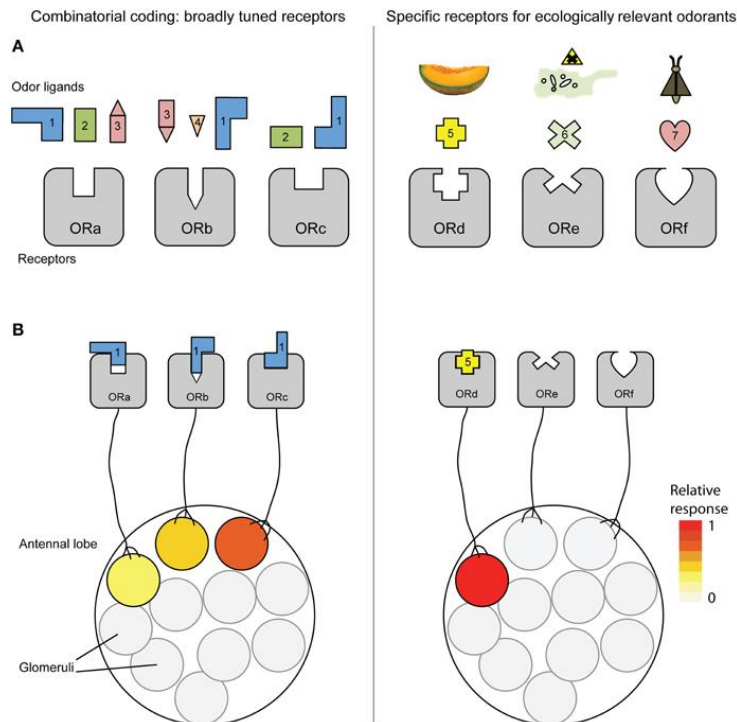 Combinatorial coding: broadly tuned receptors
Specific receptors for ecologically relevant odorants
A
Odor ligands
1 2 3 3 4 1 2 1
5 6 7
ORa ORb ORc
ORd ORe ORf
Receptors
B
1 1 1
5
ORa ORb ORc
ORd ORe ORf
Relative
response
1
0
Antennal lobe
Glomeruli